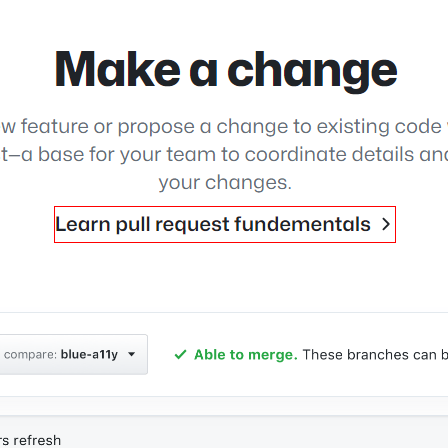 Make a change
w feature or propose a change to existing code
t—a base for your team to coordinate details an
your changes.
Learn pull request fundementals
compare: blue-a11y
Able to merge. These branches can b
rs refresh